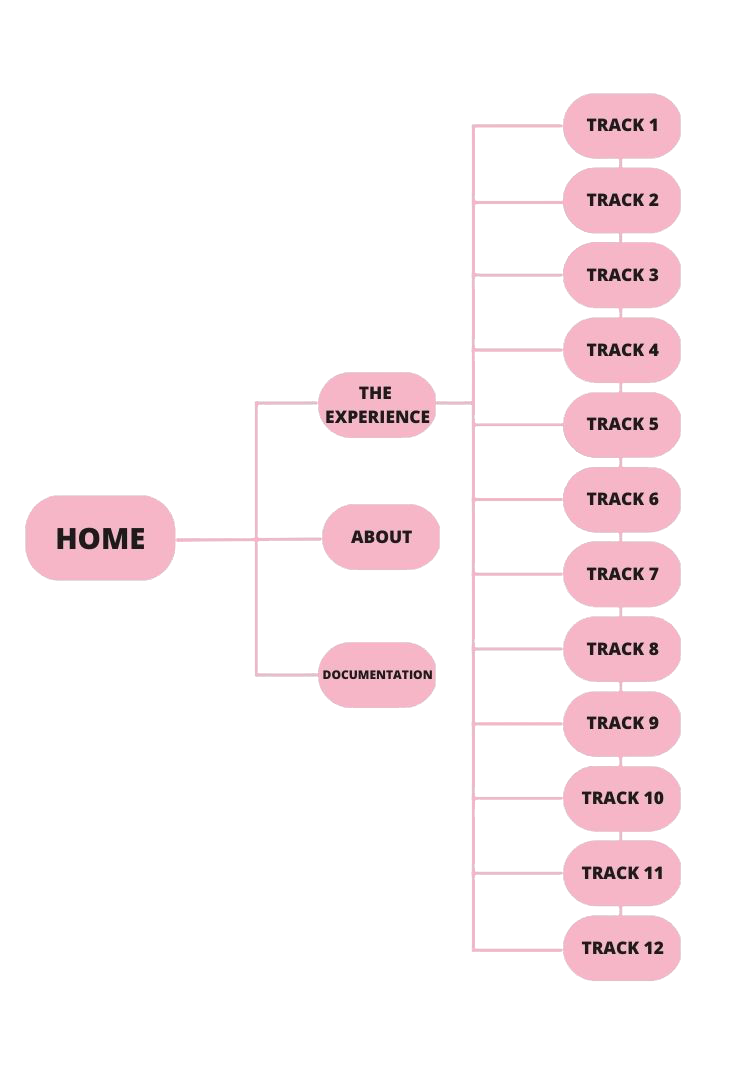 HOME
THE
EXPERIENCE
ABOUT
DOCUMENTATION
TRACK 1
TRACK 2
TRACK 3
TRACK 4
TRACK 5
TRACK 6
TRACK 7
TRACK 8
TRACK 9
TRACK 10
TRACK 11
TRACK 12